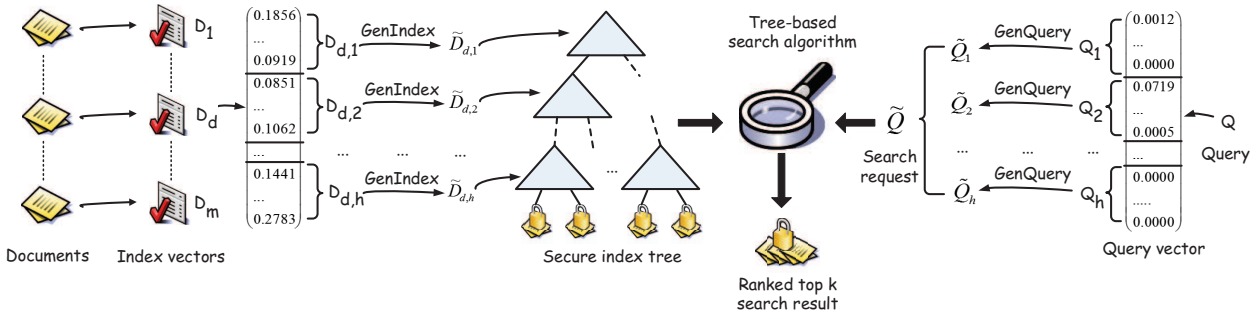 D1
Dd
Dm
Documents
Index vectors
0.1856
...
0.0919
0.0851
...
0.1062
...
0.1441
...
0.2783
Dd,1
Dd,2
Dd,h
GenIndex
GenIndex
... ... ...
GenIndex
D̃d,1
D̃d,2
D̃d,h
...
Secure index tree
Tree-based
search algorithm
Ranked top k
search result
Q̃
Search
request
Q̃1
Q̃2
... ... ...
Q̃h
GenQuery
GenQuery
GenQuery
Q1
Q2
Qh
0.0012
...
0.0000
0.0719
...
0.0005
...
0.0000
.....
0.0000
Query vector
Q
Query